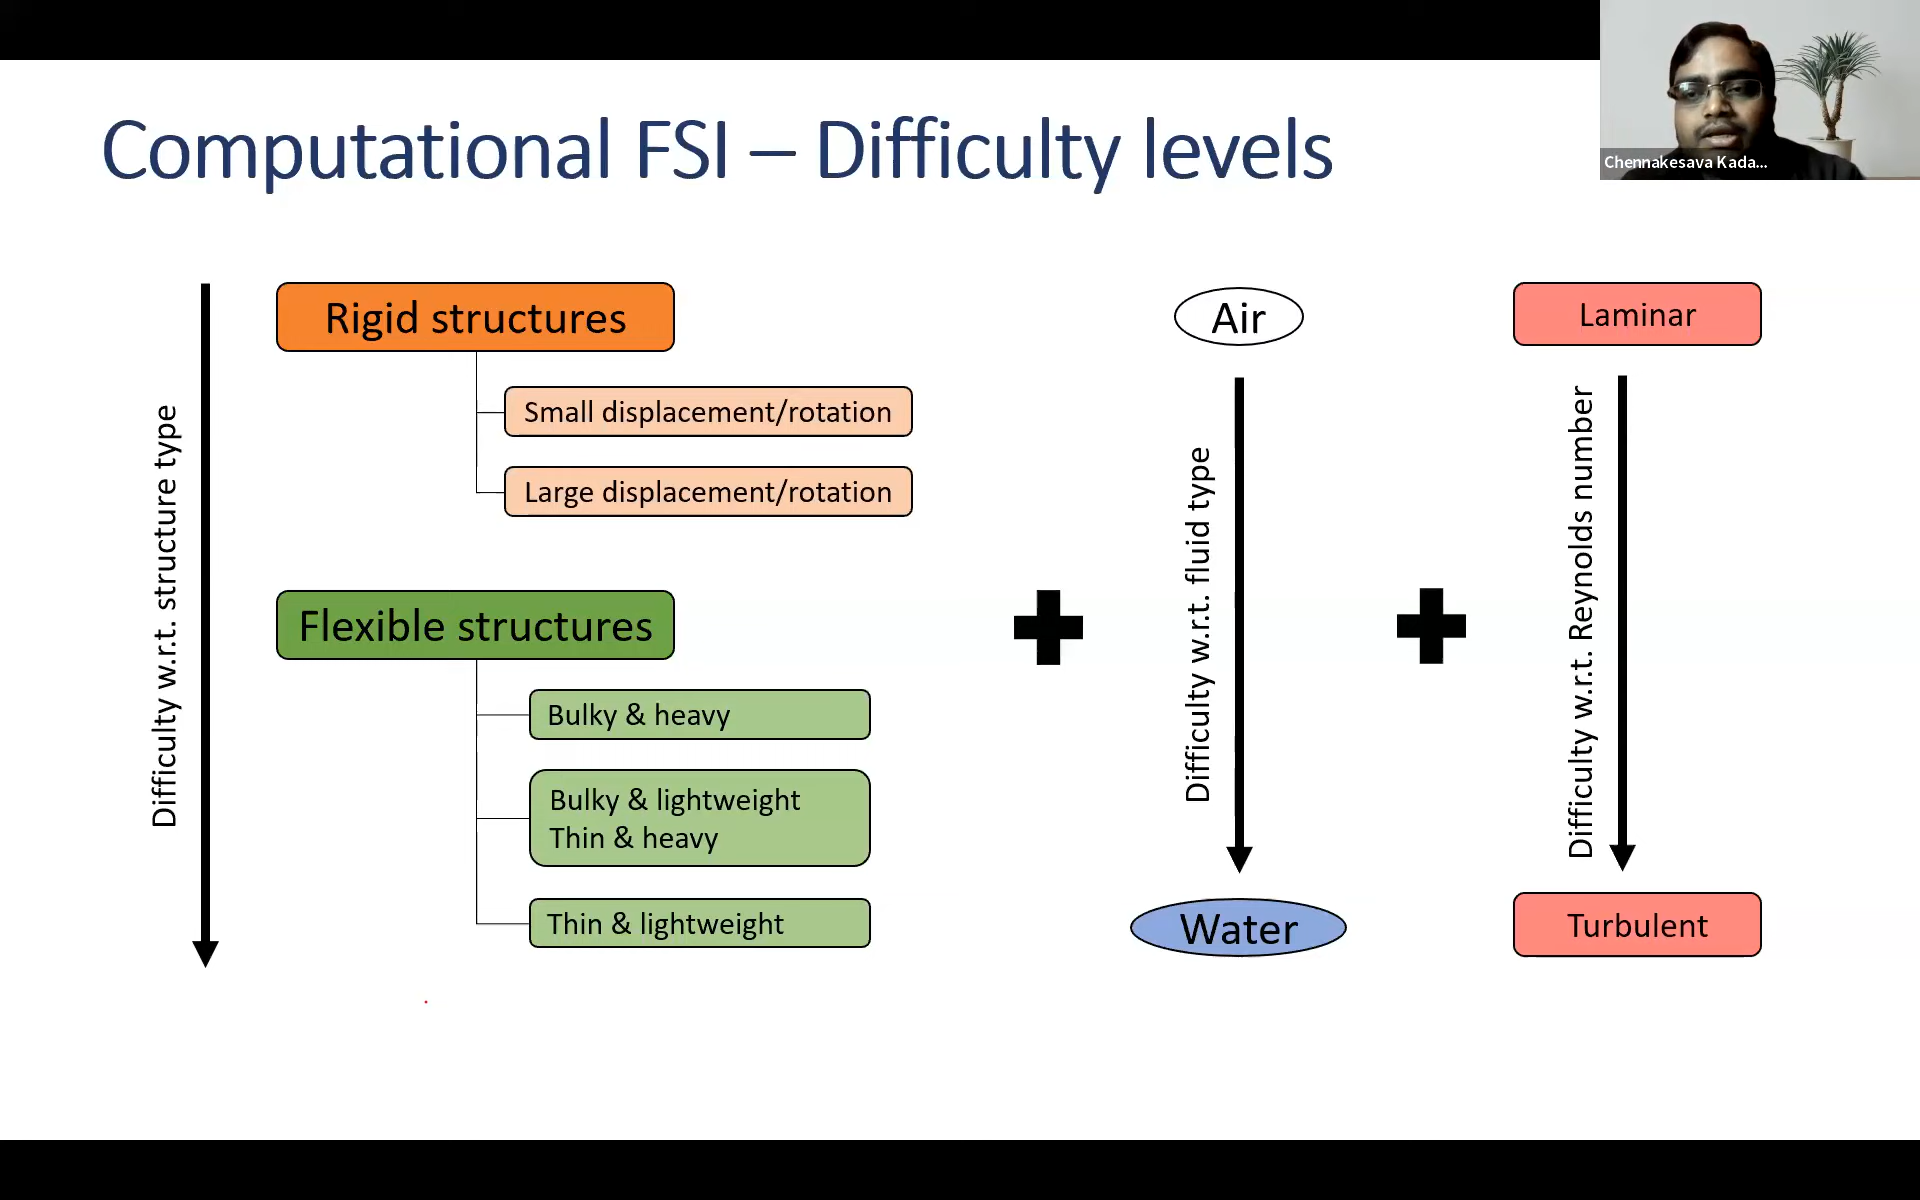 Computational FSI – Difficulty levels
Chennakesava Kada...
Difficulty w.r.t. structure type
Rigid structures
Small displacement/rotation
Large displacement/rotation
Flexible structures
Bulky & heavy
Bulky & lightweight
Thin & heavy
Thin & lightweight
Air
Difficulty w.r.t. fluid type
Water
Laminar
Difficulty w.r.t. Reynolds number
Turbulent